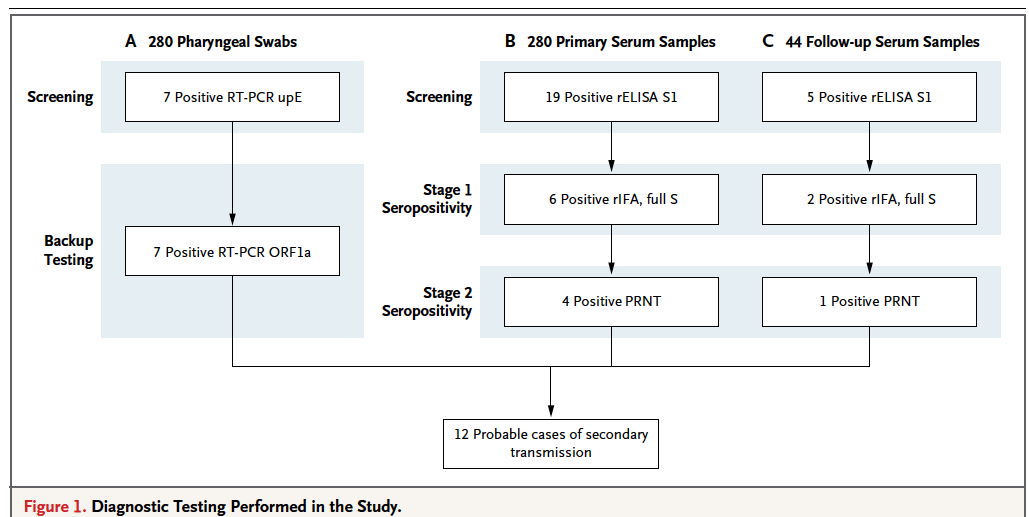 A 280 Pharyngeal Swabs
Screening
7 Positive RT-PCR upE
Backup
Testing
7 Positive RT-PCR ORF1a
B 280 Primary Serum Samples
C 44 Follow-up Serum Samples
Screening
19 Positive rELISA S1
5 Positive rELISA S1
Stage 1
Seropositivity
6 Positive rIFA, full S
2 Positive rIFA, full S
Stage 2
Seropositivity
4 Positive PRNT
1 Positive PRNT
12 Probable cases of secondary
transmission
Figure 1. Diagnostic Testing Performed in the Study.